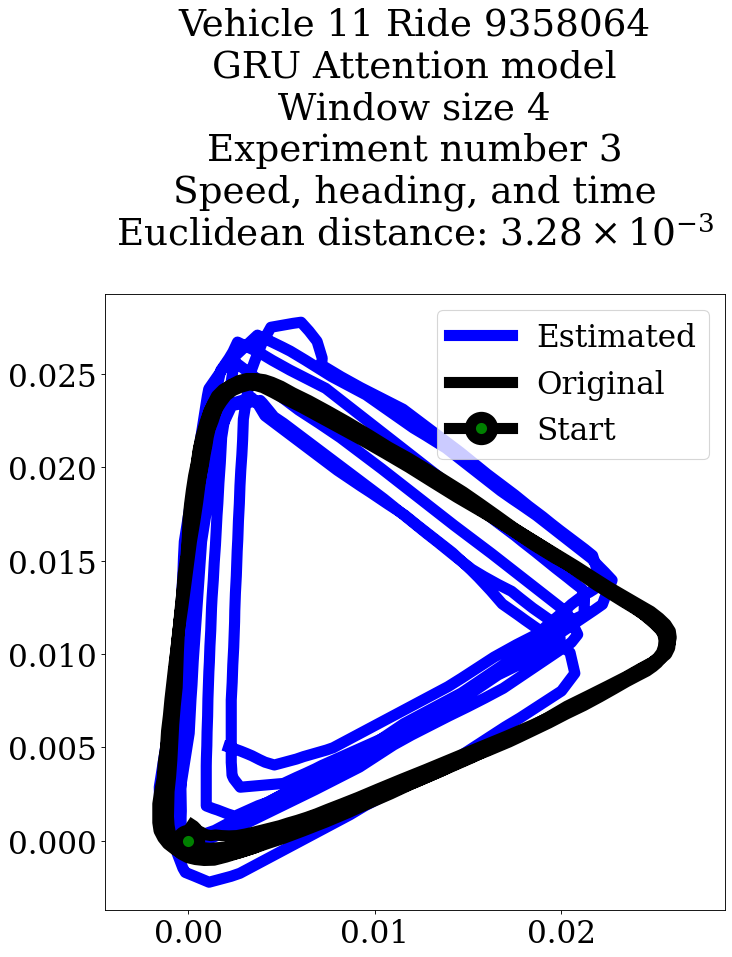 Vehicle 11 Ride 9358064
GRU Attention model
Window size 4
Experiment number 3
Speed, heading, and time
Euclidean distance: 3.28 × 10⁻³
Estimated
Original
Start
0.025
0.020
0.015
0.010
0.005
0.000
0.00 0.01 0.02